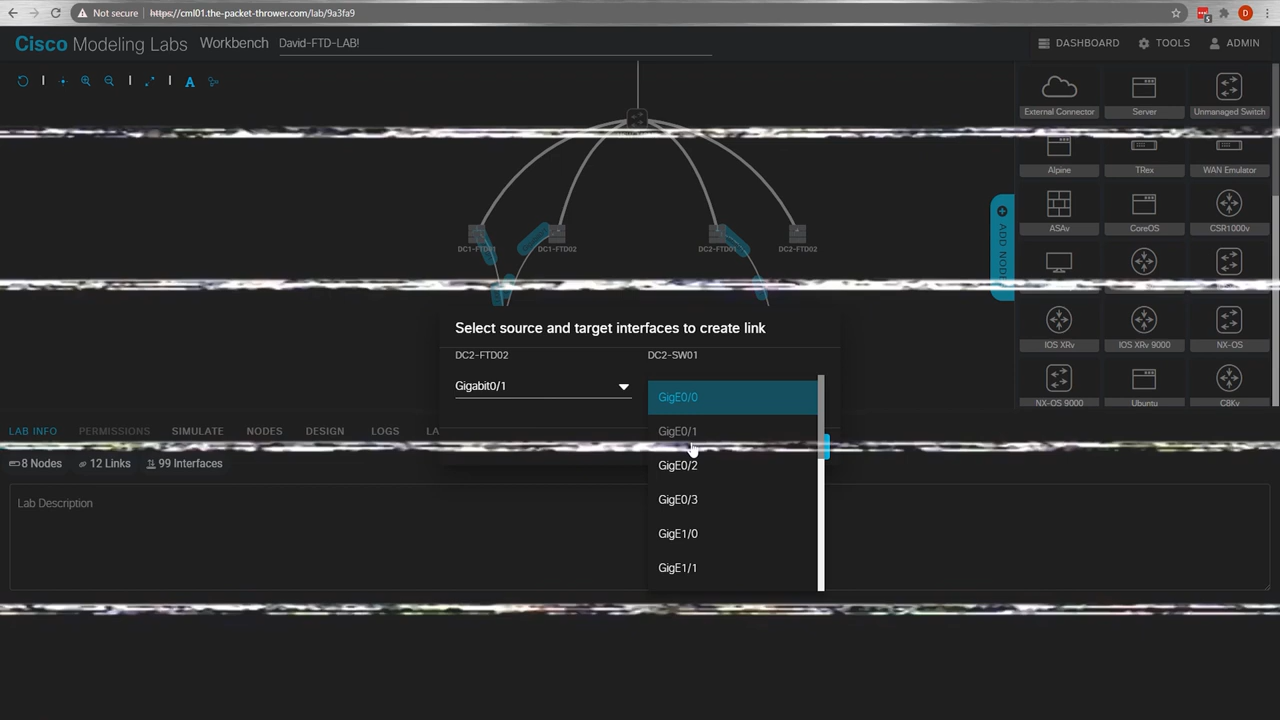 Not secure https://cml01.the-packet-thrower.com/lab/9a3fa9
5
D
Cisco Modeling Labs Workbench David-FTD-LAB!
DASHBOARD TOOLS ADMIN
A
External Connector Server Unmanaged Switch
Alpine TRex WAN Emulator
ASAv CoreOS CSR1000v
ADD NODE
DC1-FTD01 DC1-FTD02 DC2-FTD01 DC2-FTD02
IOS XRv IOS XRv 9000 NX-OS
NX-OS 9000 Ubuntu C8Kv
Select source and target interfaces to create link
DC2-FTD02 DC2-SW01
Gigabit0/1
GigE0/0
GigE0/1
GigE0/2
GigE0/3
GigE1/0
GigE1/1
LAB INFO PERMISSIONS SIMULATE NODES DESIGN LOGS LA
8 Nodes 12 Links 99 Interfaces
Lab Description